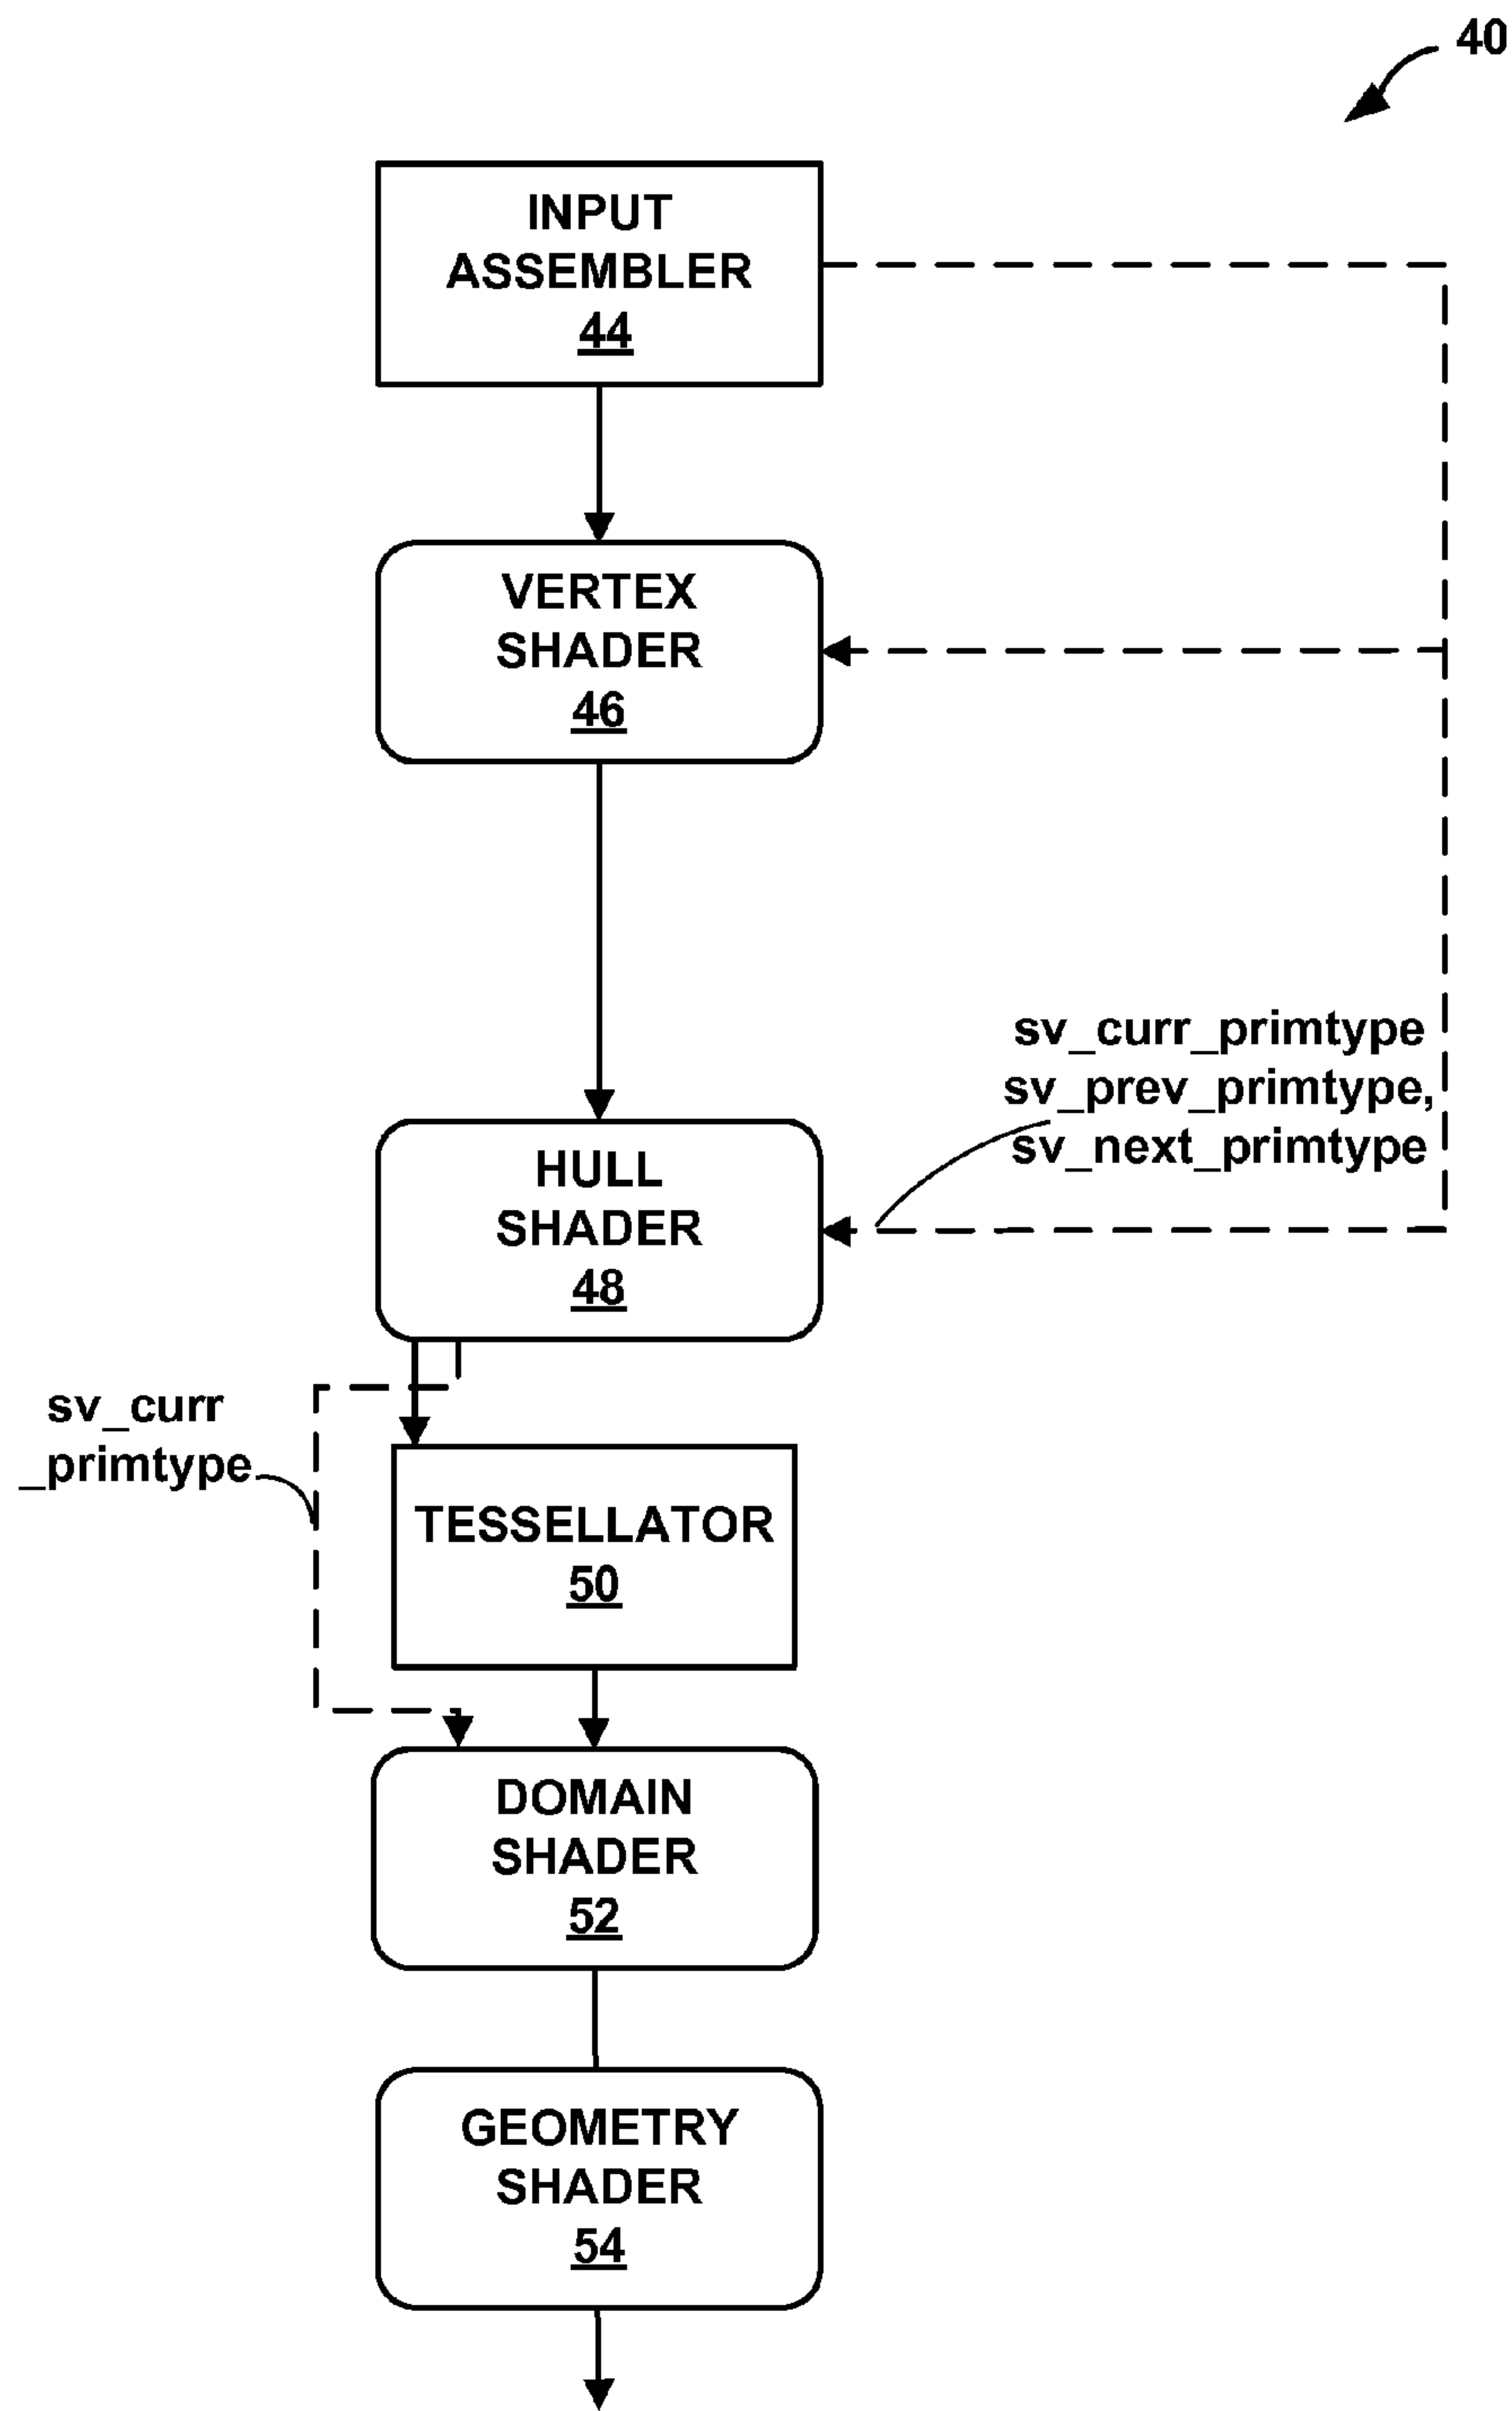 40
INPUT
ASSEMBLER
44
VERTEX
SHADER
46
sv_curr_primtype
sv_prev_primtype,
sv_next_primtype
HULL
SHADER
48
sv_curr
_primtype
TESSELLATOR
50
DOMAIN
SHADER
52
GEOMETRY
SHADER
54